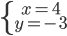 { x = 4
y = -3